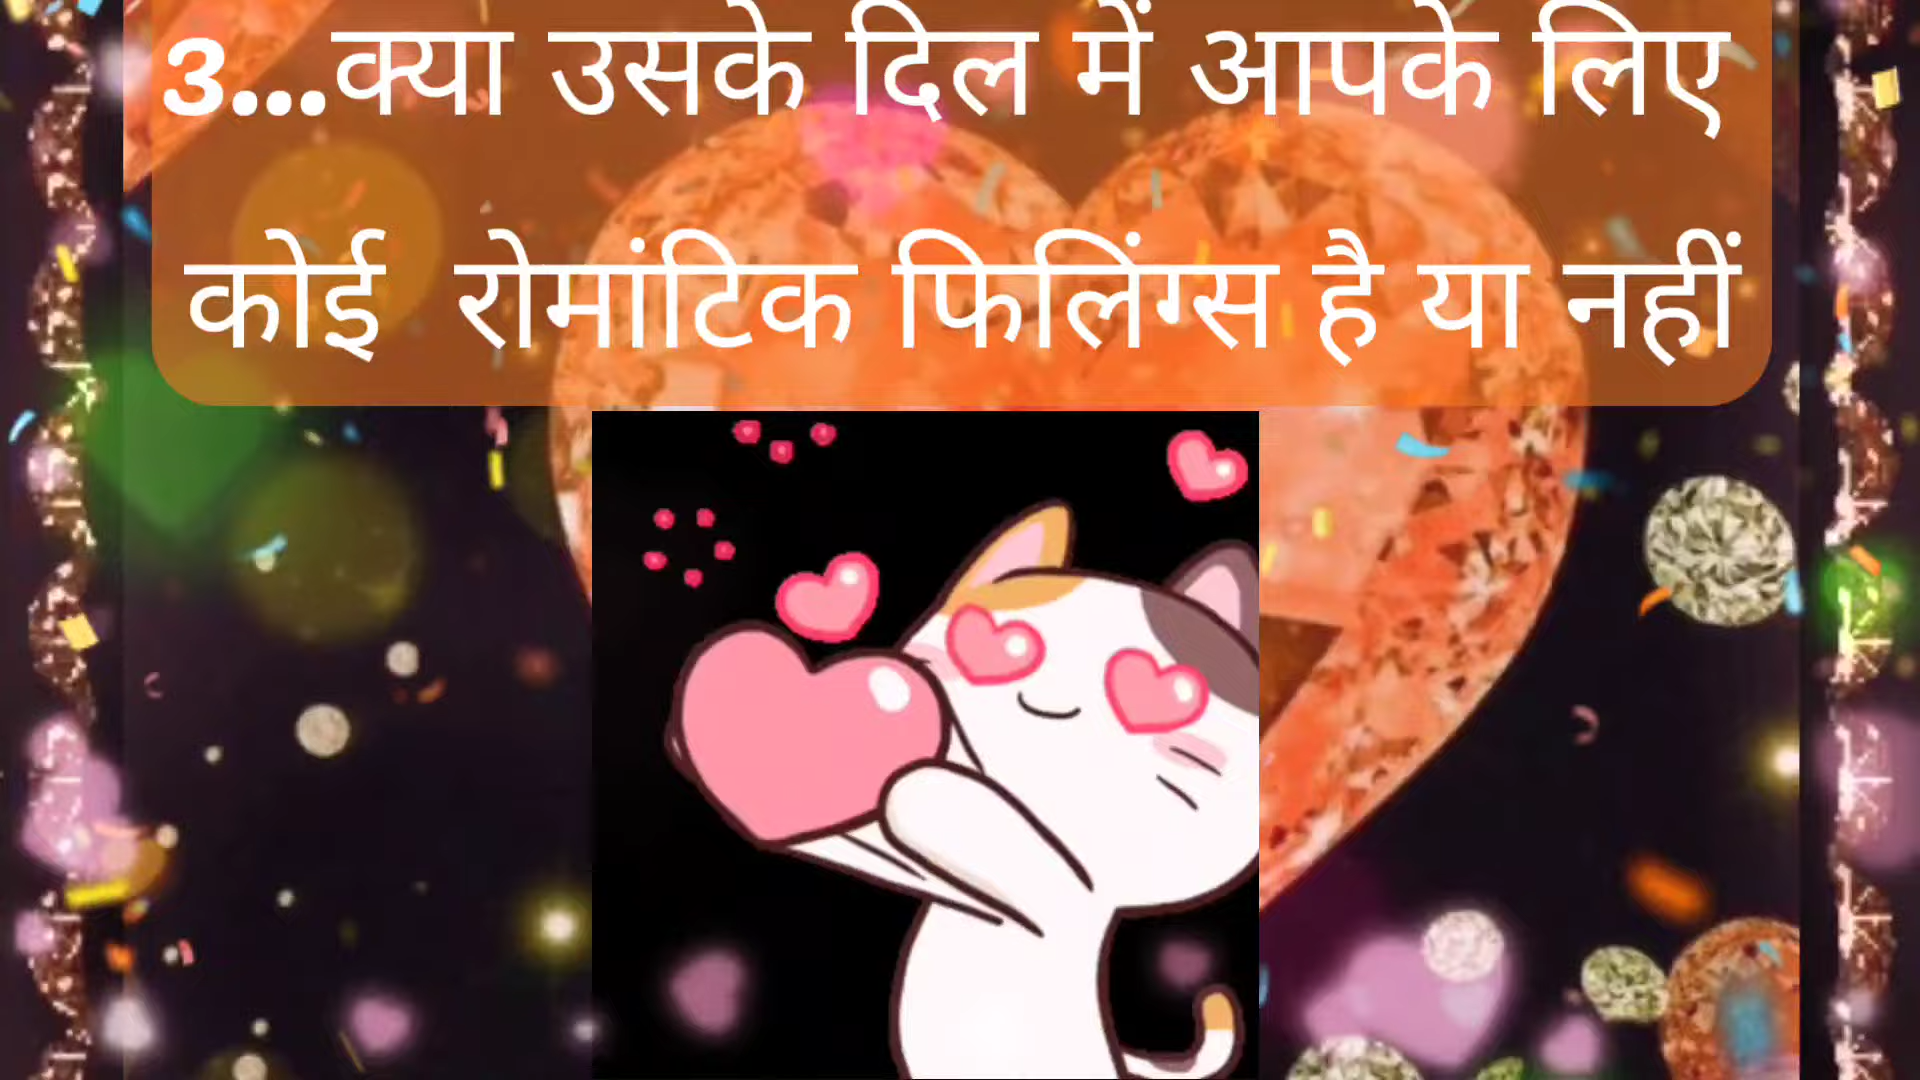 3...क्या उसके दिल में आपके लिए
कोई रोमांटिक फिलिंग्स है या नहीं